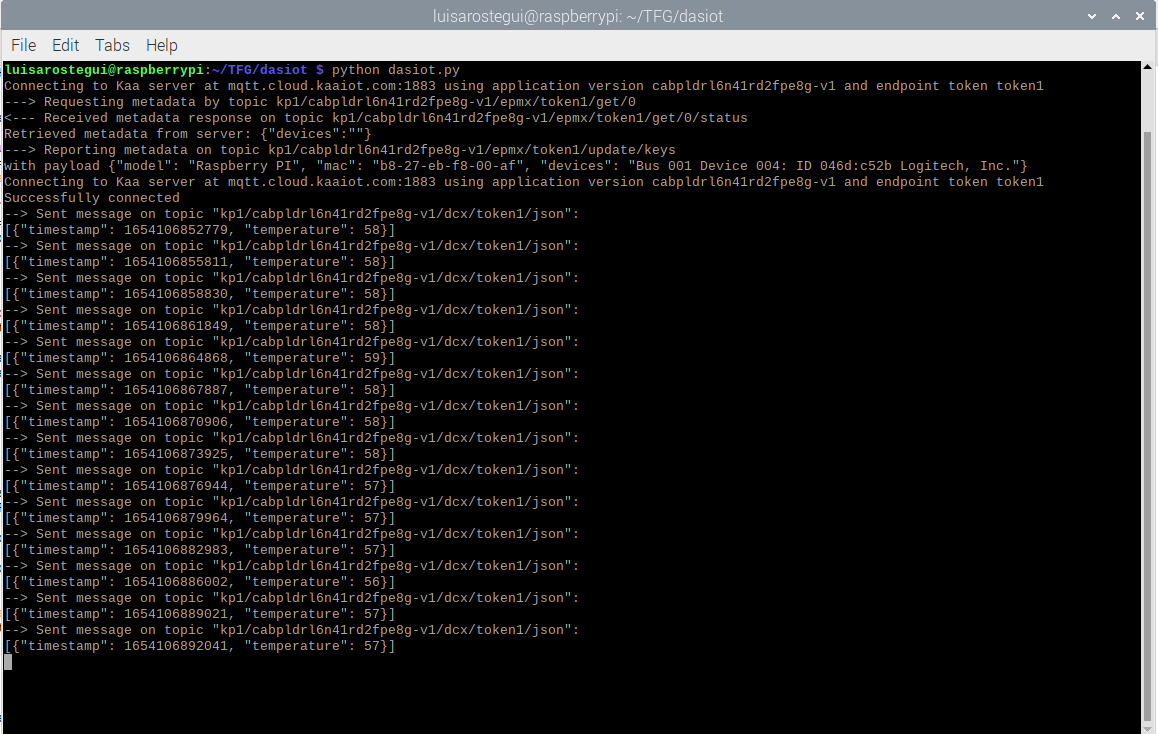 luisarostegui@raspberrypi: ~/TFG/dasiot
File Edit Tabs Help
luisarostegui@raspberrypi:~/TFG/dasiot $ python dasiot.py
Connecting to Kaa server at mqtt.cloud.kaaiot.com:1883 using application version cabpldrl6n41rd2fpe8g-v1 and endpoint token token1
---> Requesting metadata by topic kp1/cabpldrl6n41rd2fpe8g-v1/epmx/token1/get/0
<--- Received metadata response on topic kp1/cabpldrl6n41rd2fpe8g-v1/epmx/token1/get/0/status
Retrieved metadata from server: {"devices":""}
---> Reporting metadata on topic kp1/cabpldrl6n41rd2fpe8g-v1/epmx/token1/update/keys
with payload {"model": "Raspberry PI", "mac": "b8-27-eb-f8-00-af", "devices": "Bus 001 Device 004: ID 046d:c52b Logitech, Inc."}
Connecting to Kaa server at mqtt.cloud.kaaiot.com:1883 using application version cabpldrl6n41rd2fpe8g-v1 and endpoint token token1
Successfully connected
--> Sent message on topic "kp1/cabpldrl6n41rd2fpe8g-v1/dcx/token1/json":
[{"timestamp": 1654106852779, "temperature": 58}]
--> Sent message on topic "kp1/cabpldrl6n41rd2fpe8g-v1/dcx/token1/json":
[{"timestamp": 1654106855811, "temperature": 58}]
--> Sent message on topic "kp1/cabpldrl6n41rd2fpe8g-v1/dcx/token1/json":
[{"timestamp": 1654106858830, "temperature": 58}]
--> Sent message on topic "kp1/cabpldrl6n41rd2fpe8g-v1/dcx/token1/json":
[{"timestamp": 1654106861849, "temperature": 58}]
--> Sent message on topic "kp1/cabpldrl6n41rd2fpe8g-v1/dcx/token1/json":
[{"timestamp": 1654106864868, "temperature": 59}]
--> Sent message on topic "kp1/cabpldrl6n41rd2fpe8g-v1/dcx/token1/json":
[{"timestamp": 1654106867887, "temperature": 58}]
--> Sent message on topic "kp1/cabpldrl6n41rd2fpe8g-v1/dcx/token1/json":
[{"timestamp": 1654106870906, "temperature": 58}]
--> Sent message on topic "kp1/cabpldrl6n41rd2fpe8g-v1/dcx/token1/json":
[{"timestamp": 1654106873925, "temperature": 58}]
--> Sent message on topic "kp1/cabpldrl6n41rd2fpe8g-v1/dcx/token1/json":
[{"timestamp": 1654106876944, "temperature": 57}]
--> Sent message on topic "kp1/cabpldrl6n41rd2fpe8g-v1/dcx/token1/json":
[{"timestamp": 1654106879964, "temperature": 57}]
--> Sent message on topic "kp1/cabpldrl6n41rd2fpe8g-v1/dcx/token1/json":
[{"timestamp": 1654106882983, "temperature": 57}]
--> Sent message on topic "kp1/cabpldrl6n41rd2fpe8g-v1/dcx/token1/json":
[{"timestamp": 1654106886002, "temperature": 56}]
--> Sent message on topic "kp1/cabpldrl6n41rd2fpe8g-v1/dcx/token1/json":
[{"timestamp": 1654106889021, "temperature": 57}]
--> Sent message on topic "kp1/cabpldrl6n41rd2fpe8g-v1/dcx/token1/json":
[{"timestamp": 1654106892041, "temperature": 57}]